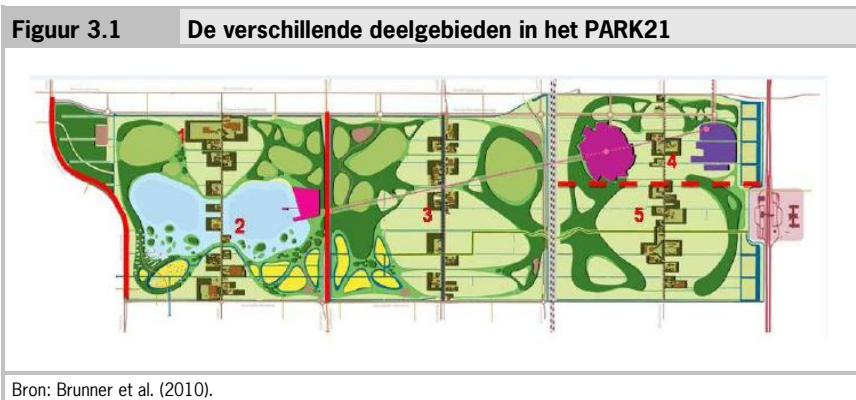 Figuur 3.1 De verschillende deelgebieden in het PARK21
1
4
3
5
2
Bron: Brunner et al. (2010).